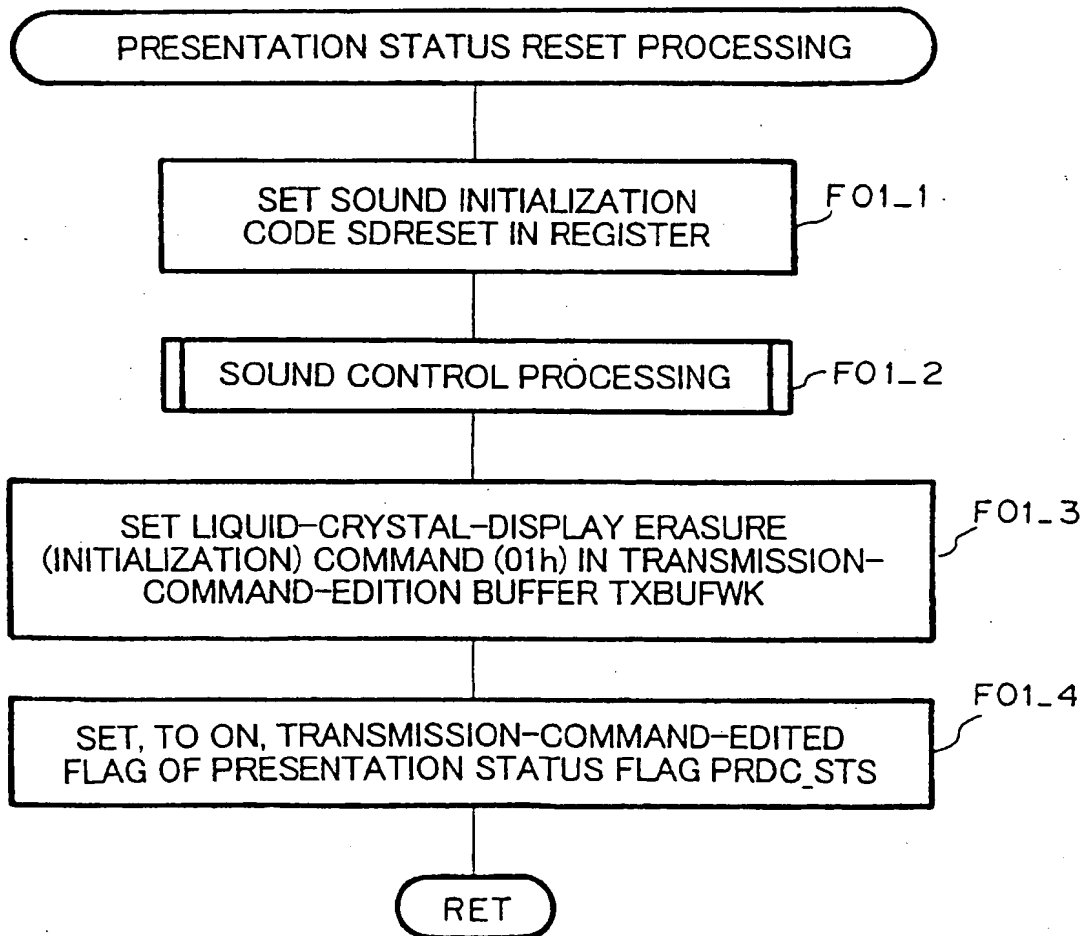 PRESENTATION STATUS RESET PROCESSING
SET SOUND INITIALIZATION
CODE SDRESET IN REGISTER
F01_1
SOUND CONTROL PROCESSING
F01_2
SET LIQUID-CRYSTAL-DISPLAY ERASURE
(INITIALIZATION) COMMAND (01h) IN TRANSMISSION-
COMMAND-EDITION BUFFER TXBUFWK
F01_3
SET, TO ON, TRANSMISSION-COMMAND-EDITED
FLAG OF PRESENTATION STATUS FLAG PRDC_STS
F01_4
RET